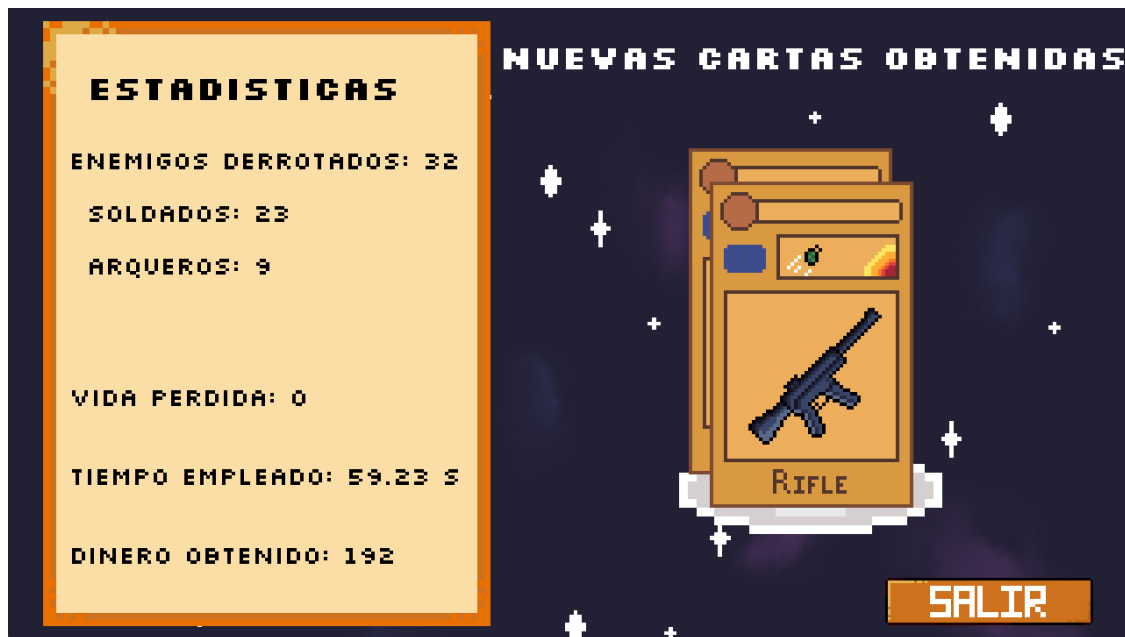 ESTADISTICAS
ENEMIGOS DERROTADOS: 32
SOLDADOS: 23
ARQUEROS: 9
VIDA PERDIDA: 0
TIEMPO EMPLEADO: 59.23 S
DINERO OBTENIDO: 192
NUEVAS CARTAS OBTENIDAS
RIFLE
SALIR